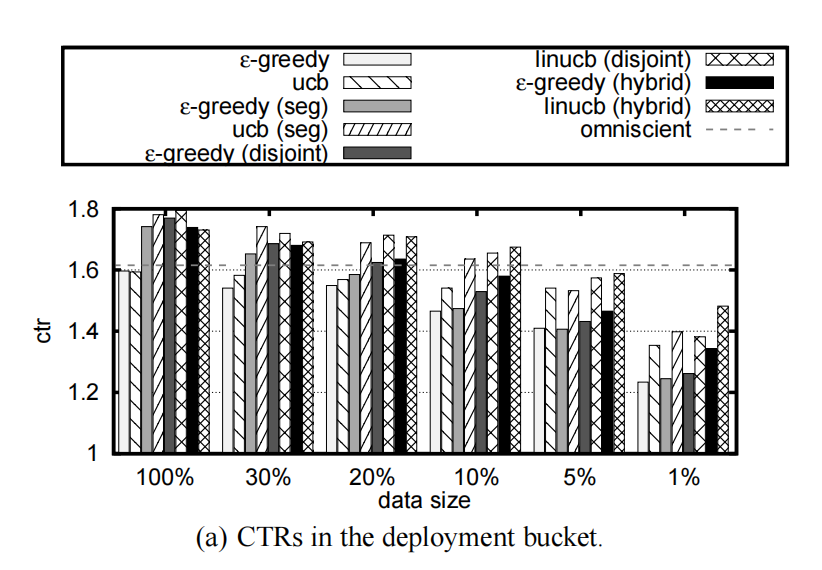 ε-greedy
ucb
ε-greedy (seg)
ucb (seg)
ε-greedy (disjoint)
linucb (disjoint)
ε-greedy (hybrid)
linucb (hybrid)
omniscient
1.8
1.6
1.4
1.2
1
ctr
100% 30% 20% 10% 5% 1%
data size
(a) CTRs in the deployment bucket.